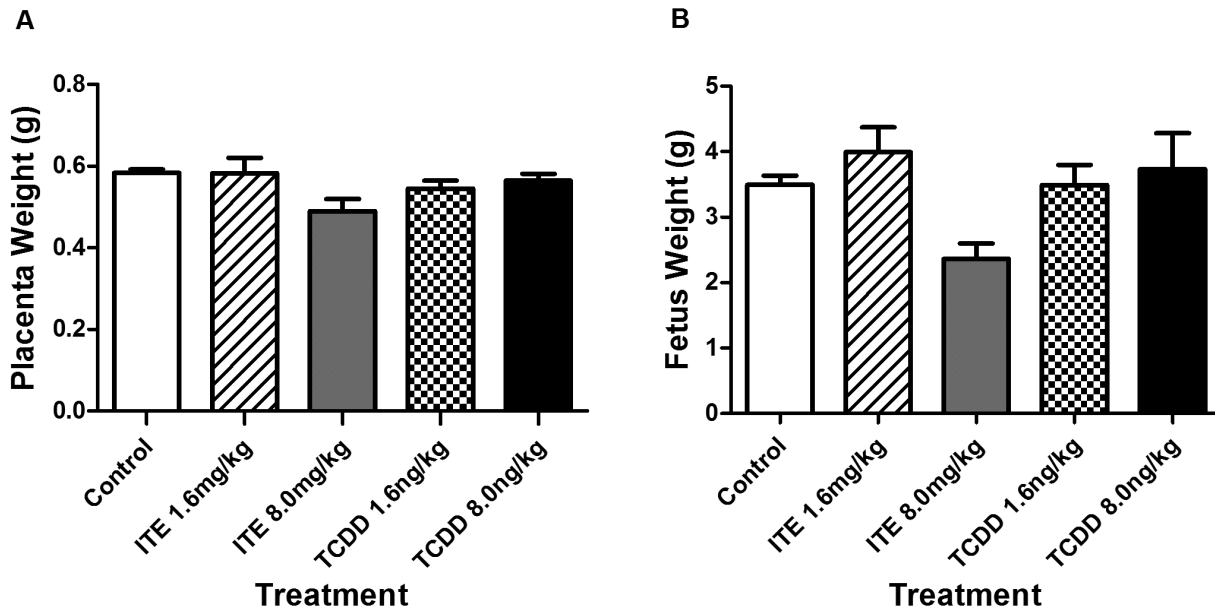 A
Placenta Weight (g)
0.8
0.6
0.4
0.2
0.0
Control
ITE 1.6mg/kg
ITE 8.0mg/kg
TCDD 1.6ng/kg
TCDD 8.0ng/kg
Treatment
B
Fetus Weight (g)
5
4
3
2
1
0
Control
ITE 1.6mg/kg
ITE 8.0mg/kg
TCDD 1.6ng/kg
TCDD 8.0ng/kg
Treatment